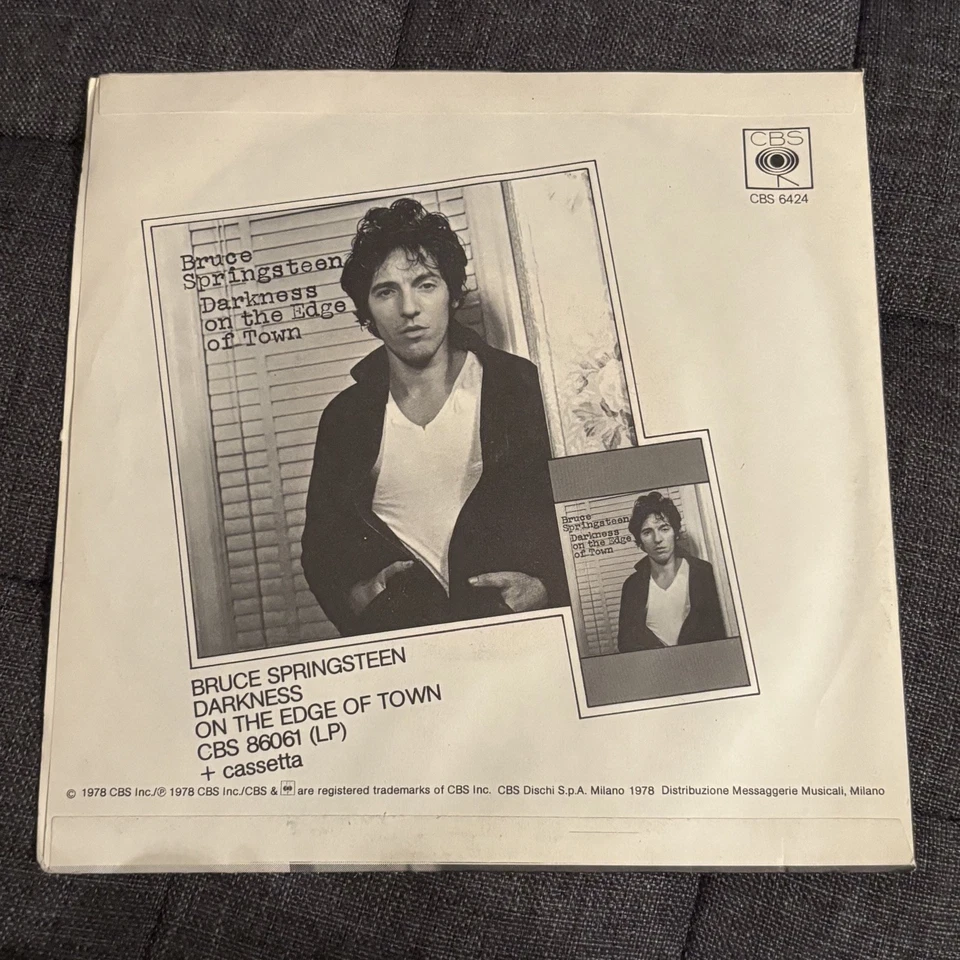 CBS
CBS 6424
Bruce
Springsteen
Darkness
on the Edge
of Town
Bruce
Springsteen
Darkness
on the Edge
of Town
BRUCE SPRINGSTEEN
DARKNESS
ON THE EDGE OF TOWN
CBS 86061 (LP)
+ cassetta
© 1978 CBS Inc./℗ 1978 CBS Inc./CBS & are registered trademarks of CBS Inc. CBS Dischi S.p.A. Milano 1978 Distribuzione Messaggerie Musicali, Milano